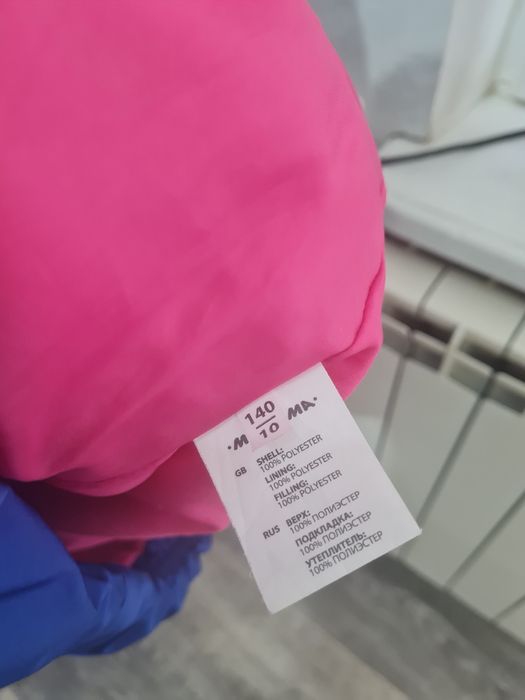 140
·M 10 MA·
GB SHELL:
100% POLYESTER
LINING:
100% POLYESTER
FILLING:
100% POLYESTER
RUS ВЕРХ:
100% ПОЛИЭСТЕР
ПОДКЛАДКА:
100% ПОЛИЭСТЕР
УТЕПЛИТЕЛЬ:
100% ПОЛИЭСТЕР